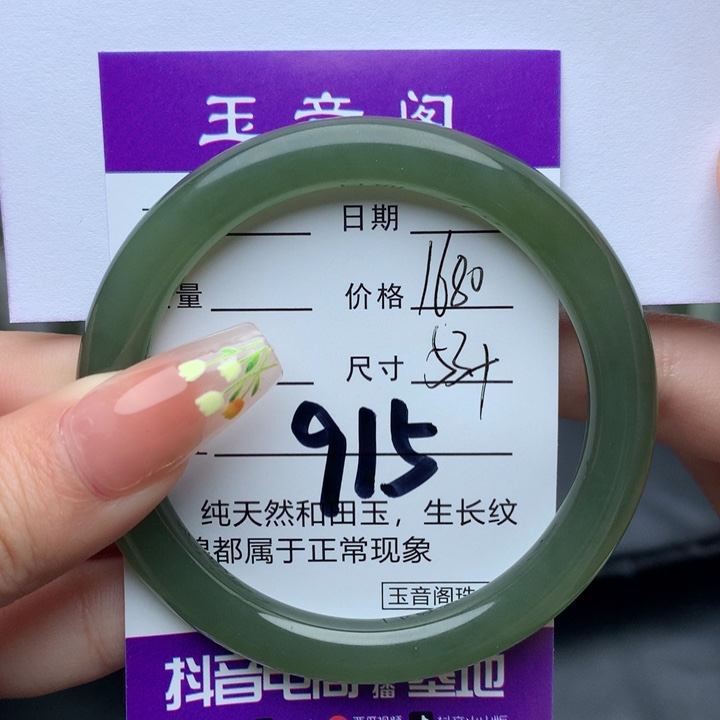 玉音阁
日期
量 价格 1680
尺寸 53+
915
纯天然和田玉，生长纹
棉都属于正常现象
玉音阁珠
抖音电商直播基地